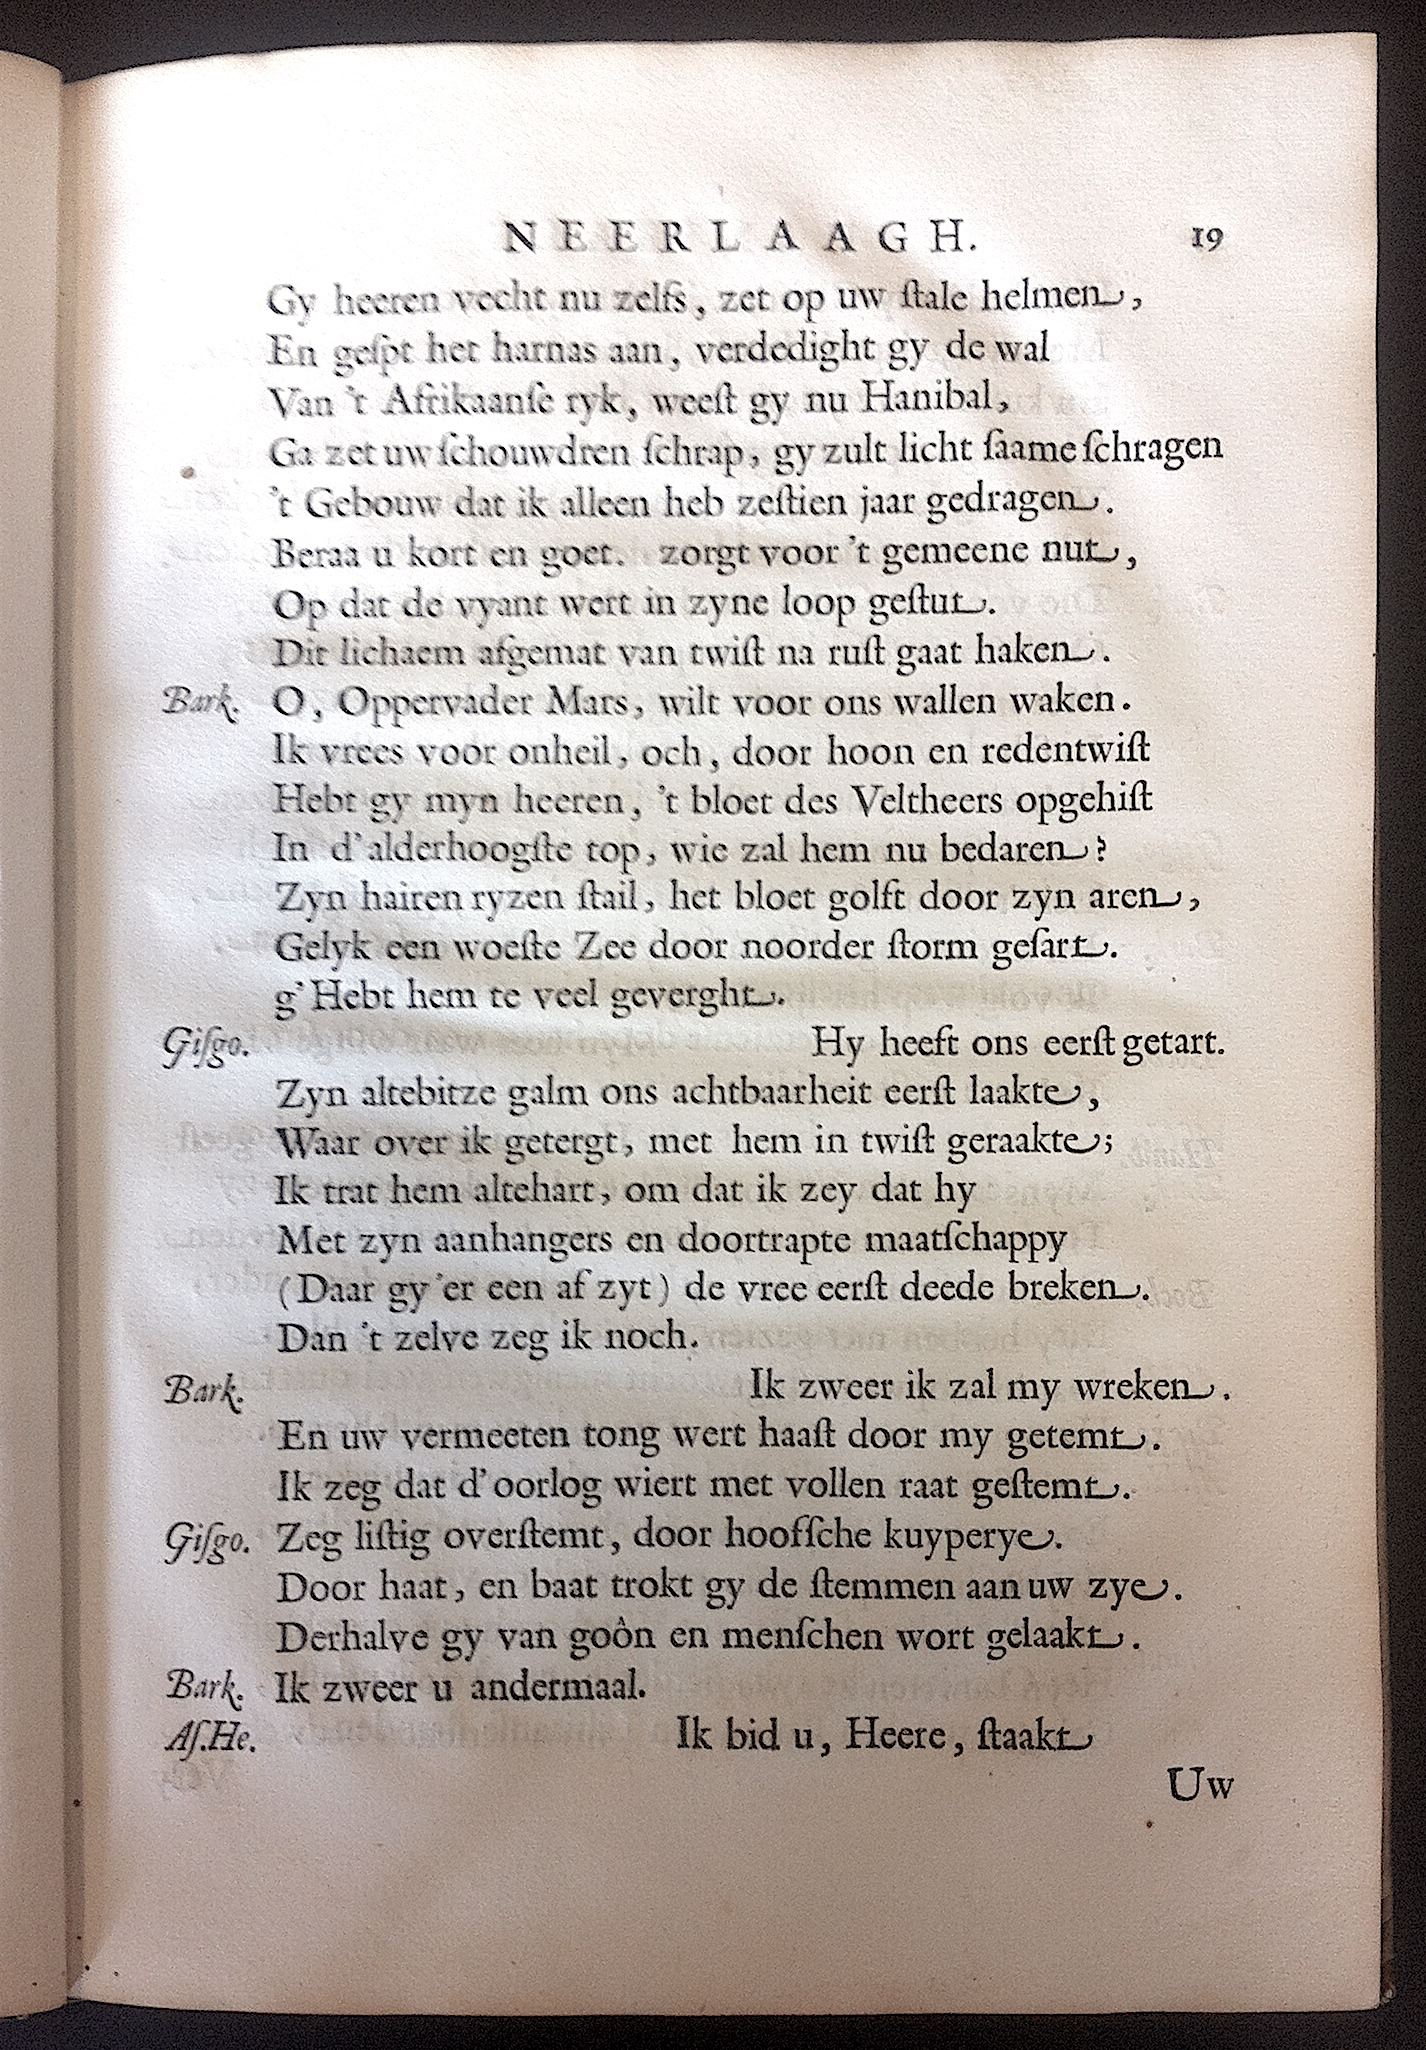 NEERLAAGH. 19
Gy heeren vecht nu zelfs, zet op uw ſtale helmen,
En geſpt het harnas aan, verdedight gy de wal
Van 't Afrikaanſe ryk, weeſt gy nu Hanibal,
Ga zet uw ſchouwdren ſchrap, gy zult licht ſaame ſchragen
't Gebouw dat ik alleen heb zeſtien jaar gedragen.
Beraa u kort en goet. zorgt voor 't gemeene nut,
Op dat de vyant wert in zyne loop geſtut.
Dit lichaem afgemat van twiſt na ruſt gaat haken.
Bark. O, Oppervader Mars, wilt voor ons wallen waken.
Ik vrees voor onheil, och, door hoon en redentwiſt
Hebt gy myn heeren, 't bloet des Veltheers opgehiſt
In d'alderhoogſte top, wie zal hem nu bedaren?
Zyn hairen ryzen ſtail, het bloet golft door zyn aren,
Gelyk een woeſte Zee door noorder ſtorm geſart.
g'Hebt hem te veel geverght.
Giſgo. Hy heeft ons eerſt getart.
Zyn altebitze galm ons achtbaarheit eerſt laakte,
Waar over ik getergt, met hem in twiſt geraakte;
Ik trat hem altehart, om dat ik zey dat hy
Met zyn aanhangers en doortrapte maatſchappy
(Daar gy'er een af zyt) de vree eerſt deede breken.
Dan 't zelve zeg ik noch.
Bark. Ik zweer ik zal my wreken.
En uw vermeeten tong wert haaſt door my getemt.
Ik zeg dat d'oorlog wiert met vollen raat geſtemt.
Giſgo. Zeg liſtig overſtemt, door hoofſche kuyperye.
Door haat, en baat trokt gy de ſtemmen aan uw zye.
Derhalve gy van goôn en menſchen wort gelaakt.
Bark. Ik zweer u andermaal.
Aſ.He. Ik bid u, Heere, ſtaakt
Uw